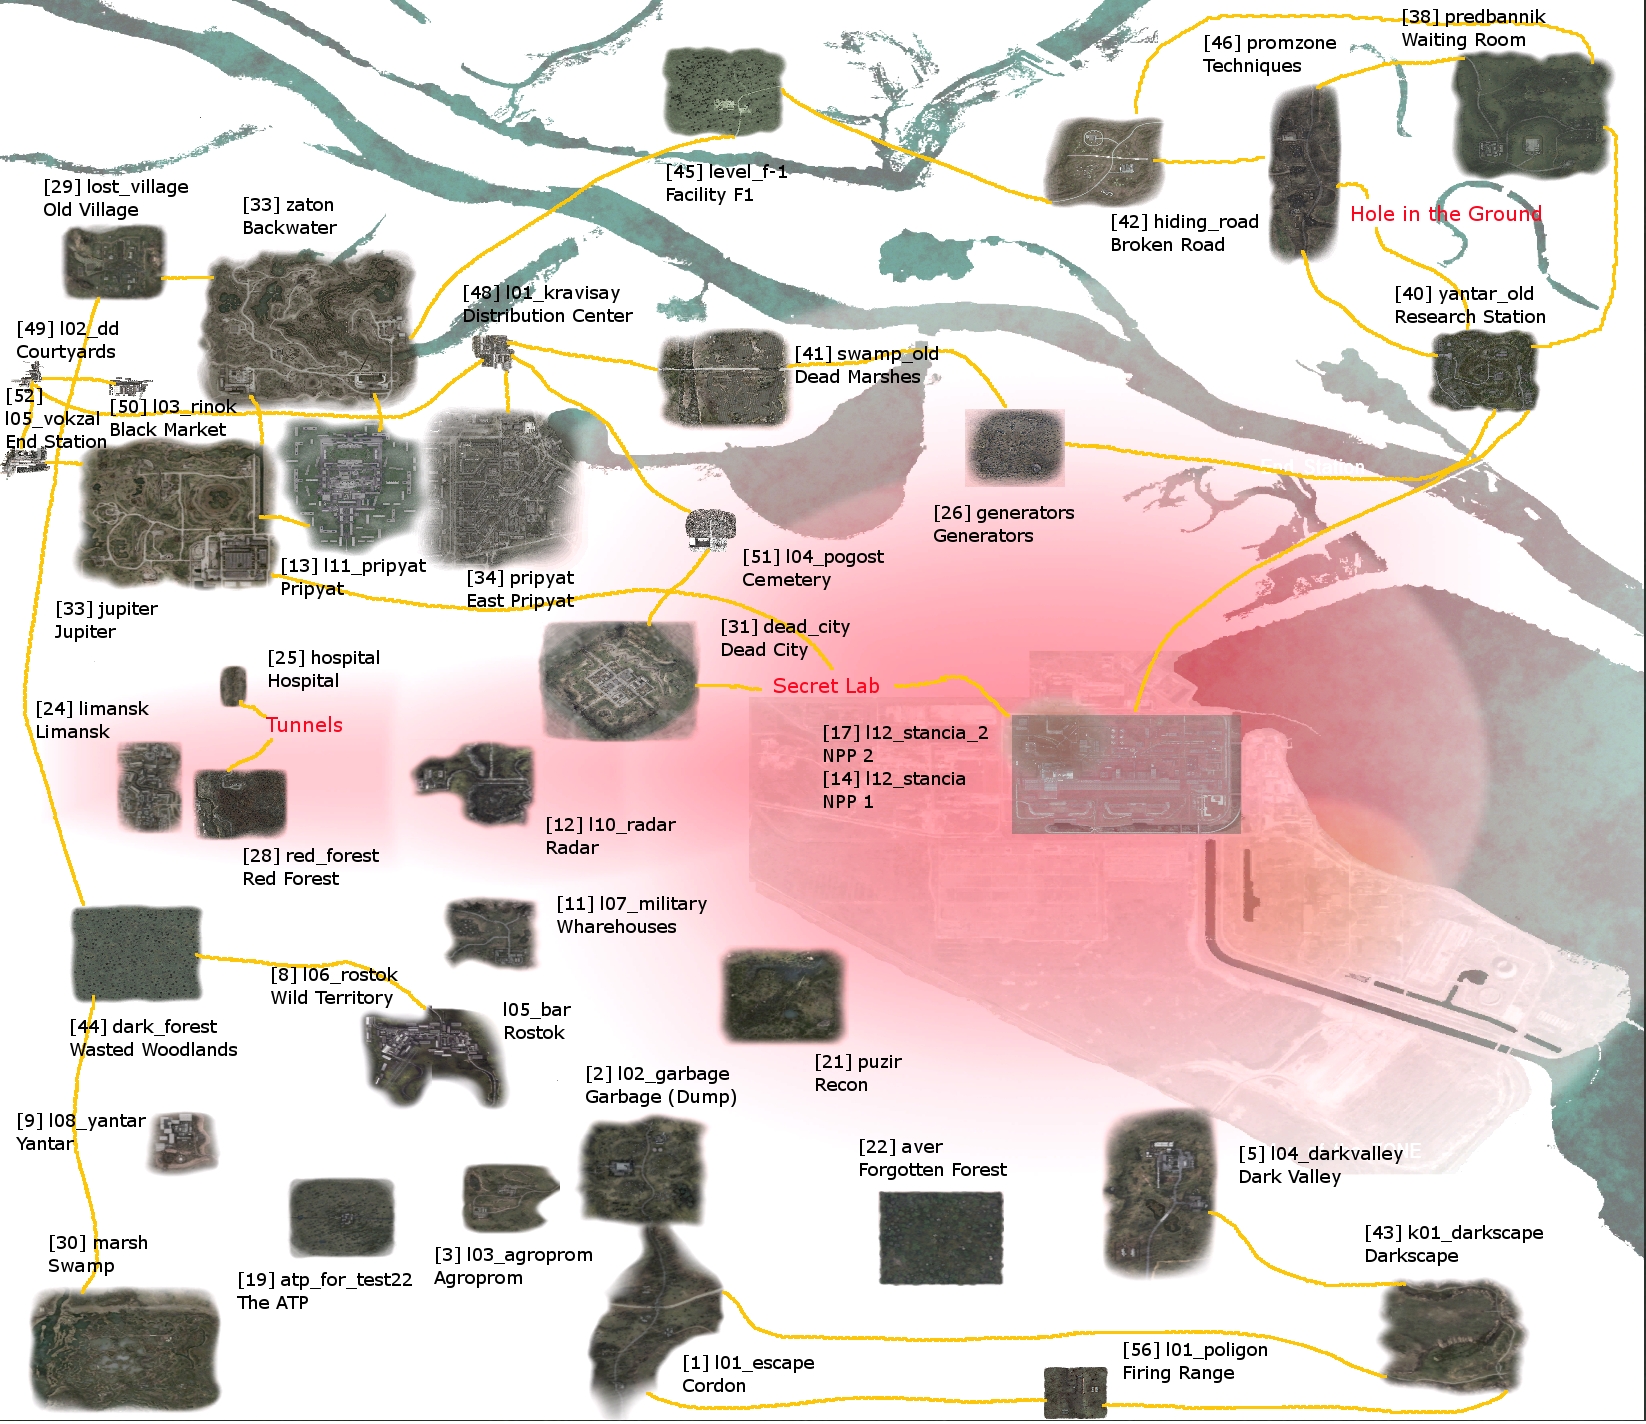 [38] predbannik
Waiting Room
[46] promzone
Techniques
[45] level_f-1
Facility F1
[29] lost_village
Old Village
[33] zaton
Backwater
Hole in the Ground
[42] hiding_road
Broken Road
[40] yantar_old
Research Station
[48] l01_kravisay
Distribution Center
[49] l02_dd
Courtyards
[41] swamp_old
Dead Marshes
[52]
l05_vokzal
End Station
[50] l03_rinok
Black Market
End Station
[26] generators
Generators
[13] l11_pripyat
Pripyat
[34] pripyat
East Pripyat
[51] l04_pogost
Cemetery
[33] jupiter
Jupiter
[31] dead_city
Dead City
[25] hospital
Hospital
Secret Lab
[24] limansk
Limansk
Tunnels
[17] l12_stancia_2
NPP 2
[14] l12_stancia
NPP 1
[12] l10_radar
Radar
[28] red_forest
Red Forest
[11] l07_military
Wharehouses
[8] l06_rostok
Wild Territory
l05_bar
Rostok
[44] dark_forest
Wasted Woodlands
[21] puzir
Recon
[2] l02_garbage
Garbage (Dump)
[9] l08_yantar
Yantar
[22] aver
Forgotten Forest
[5] l04_darkvalley
Dark Valley
[30] marsh
Swamp
[3] l03_agroprom
Agroprom
[43] k01_darkscape
Darkscape
[19] atp_for_test22
The ATP
[1] l01_escape
Cordon
[56] l01_poligon
Firing Range